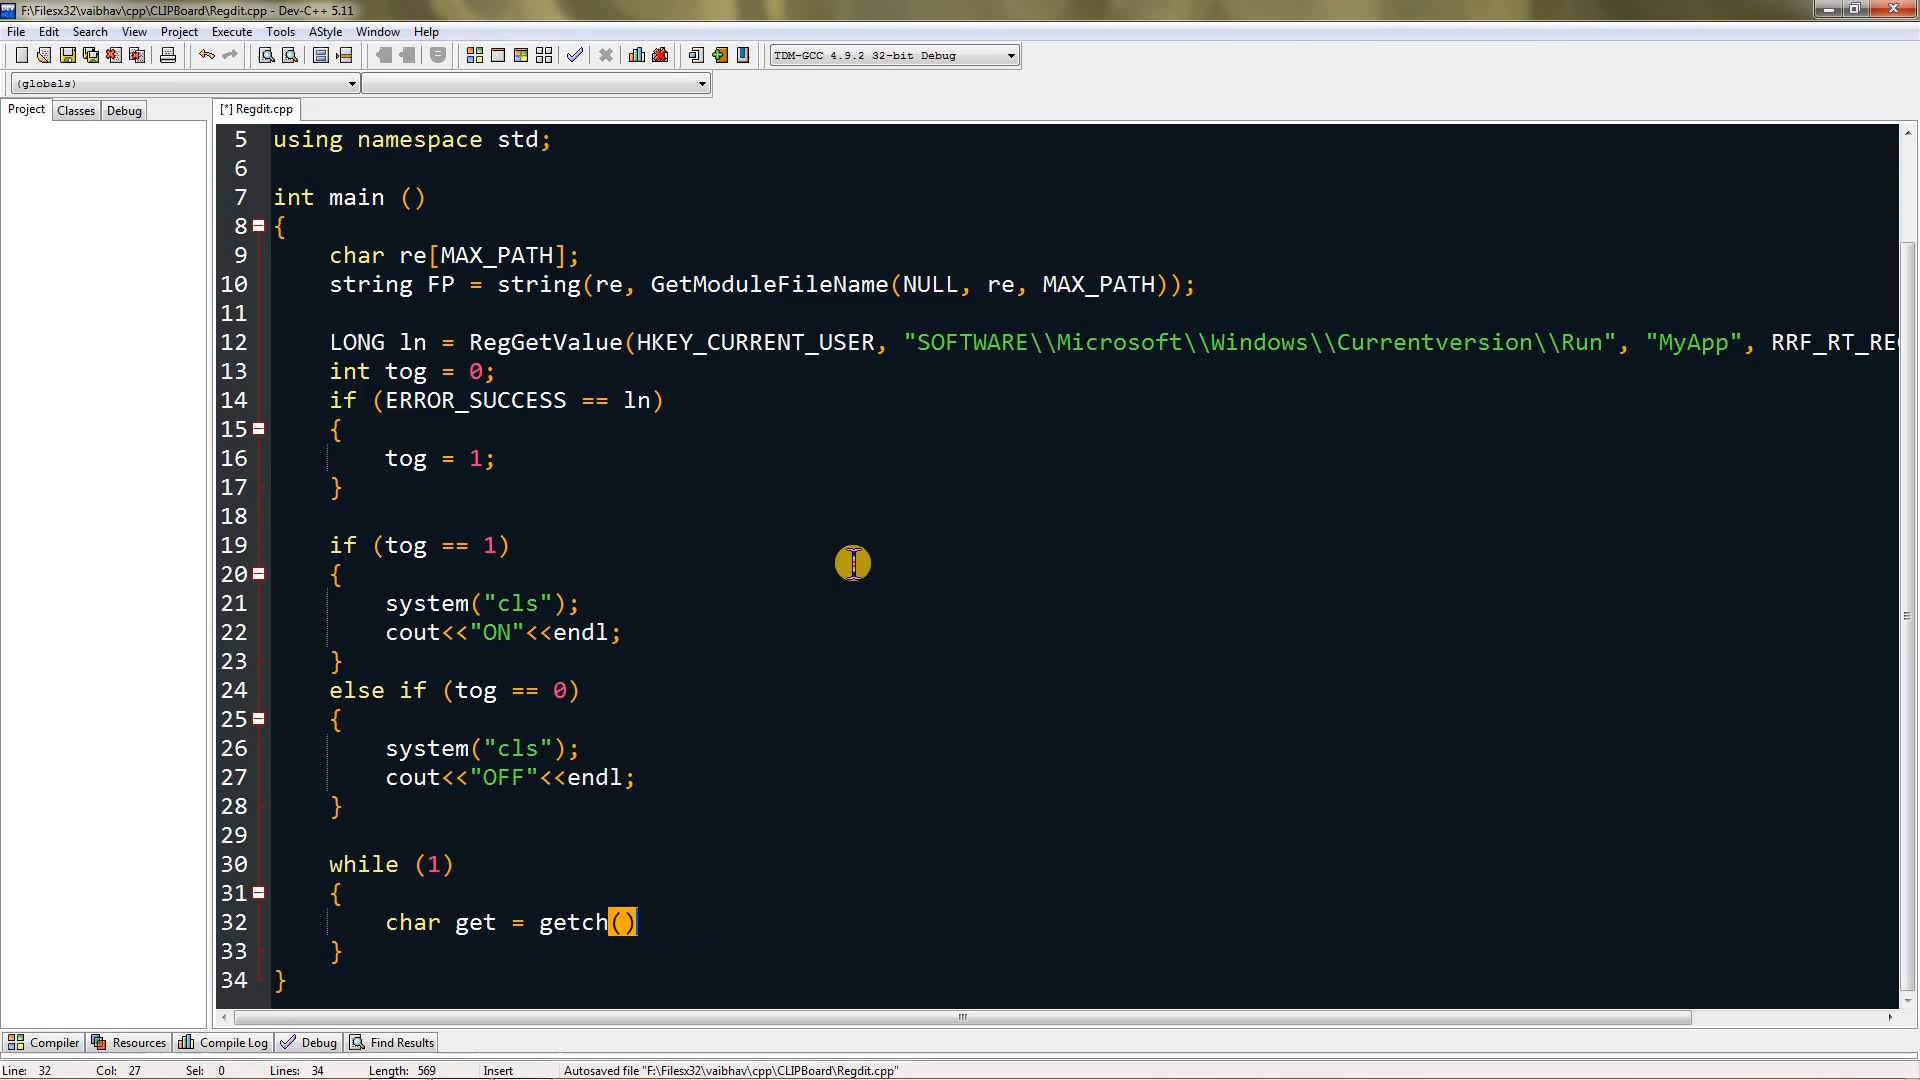 F:\Filesx32\vaibhav\cpp\CLIPBoard\Regdit.cpp - Dev-C++ 5.11
File Edit Search View Project Execute Tools AStyle Window Help
TDM-GCC 4.9.2 32-bit Debug
(globals)
Project Classes Debug [*] Regdit.cpp
5 using namespace std;
6
7 int main ()
8 {
9 char re[MAX_PATH];
10 string FP = string(re, GetModuleFileName(NULL, re, MAX_PATH));
11
12 LONG ln = RegGetValue(HKEY_CURRENT_USER, "SOFTWARE\\Microsoft\\Windows\\Currentversion\\Run", "MyApp", RRF_RT_REG
13 int tog = 0;
14 if (ERROR_SUCCESS == ln)
15 {
16 tog = 1;
17 }
18
19 if (tog == 1)
20 {
21 system("cls");
22 cout<<"ON"<<endl;
23 }
24 else if (tog == 0)
25 {
26 system("cls");
27 cout<<"OFF"<<endl;
28 }
29
30 while (1)
31 {
32 char get = getch()
33 }
34 }
Compiler Resources Compile Log Debug Find Results
Line: 32 Col: 27 Sel: 0 Lines: 34 Length: 569 Insert Autosaved file "F:\Filesx32\vaibhav\cpp\CLIPBoard\Regdit.cpp"